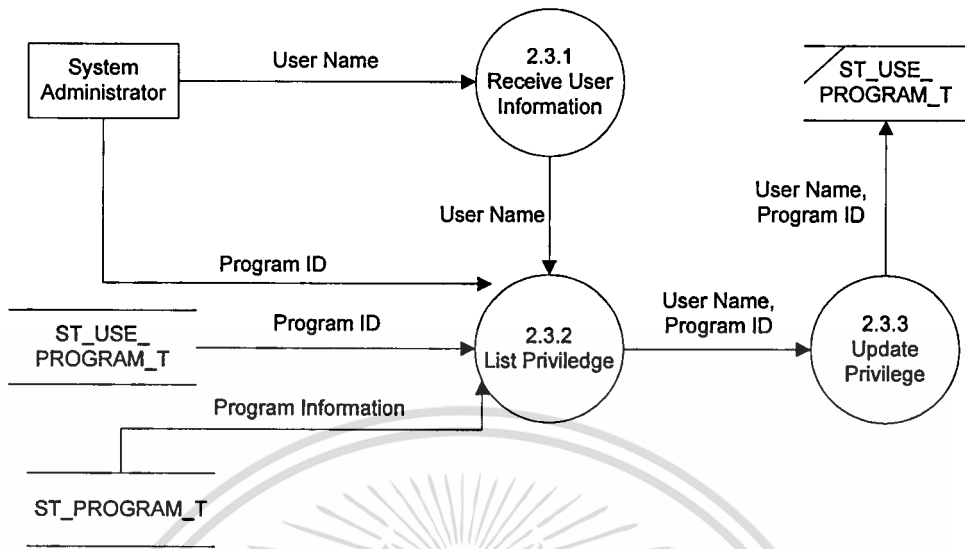 System
Administrator
User Name
2.3.1
Receive User
Information
ST_USE_
PROGRAM_T
User Name
User Name,
Program ID
Program ID
ST_USE_
PROGRAM_T
Program ID
2.3.2
List Priviledge
User Name,
Program ID
2.3.3
Update
Privilege
Program Information
ST_PROGRAM_T